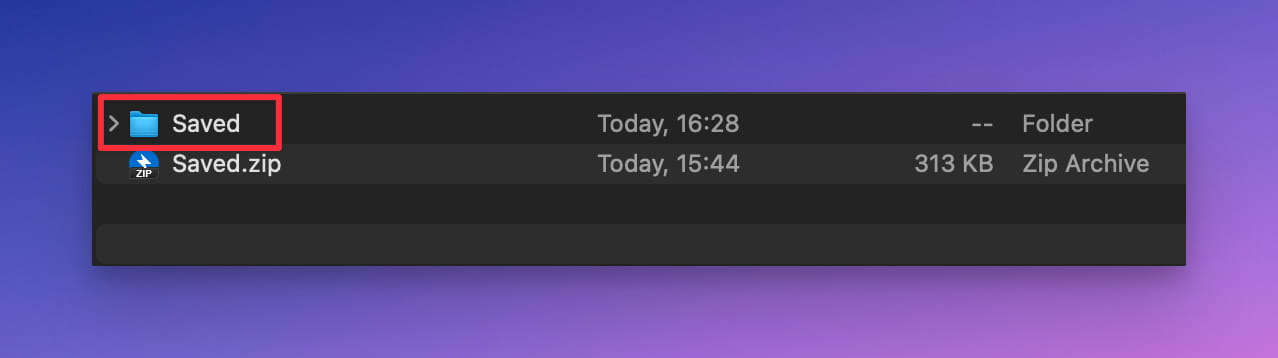 Saved Today, 16:28 -- Folder
ZIP Saved.zip Today, 15:44 313 KB Zip Archive